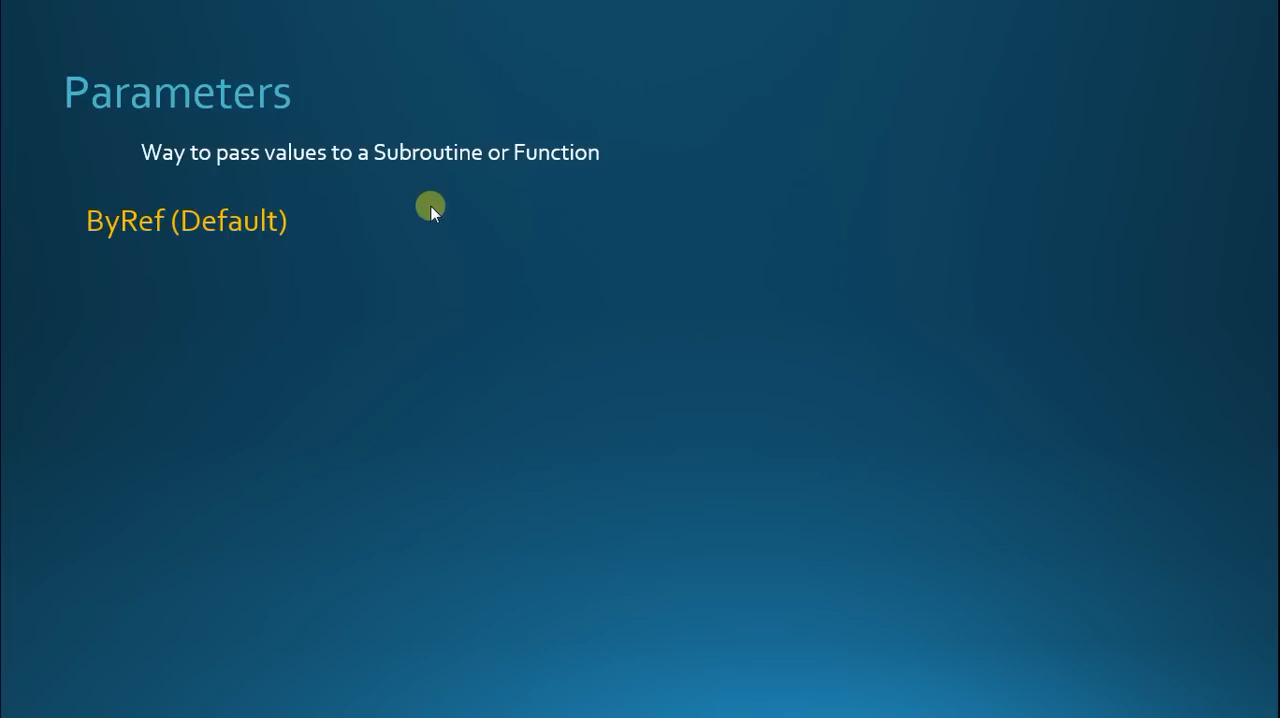 Parameters
Way to pass values to a Subroutine or Function
ByRef (Default)